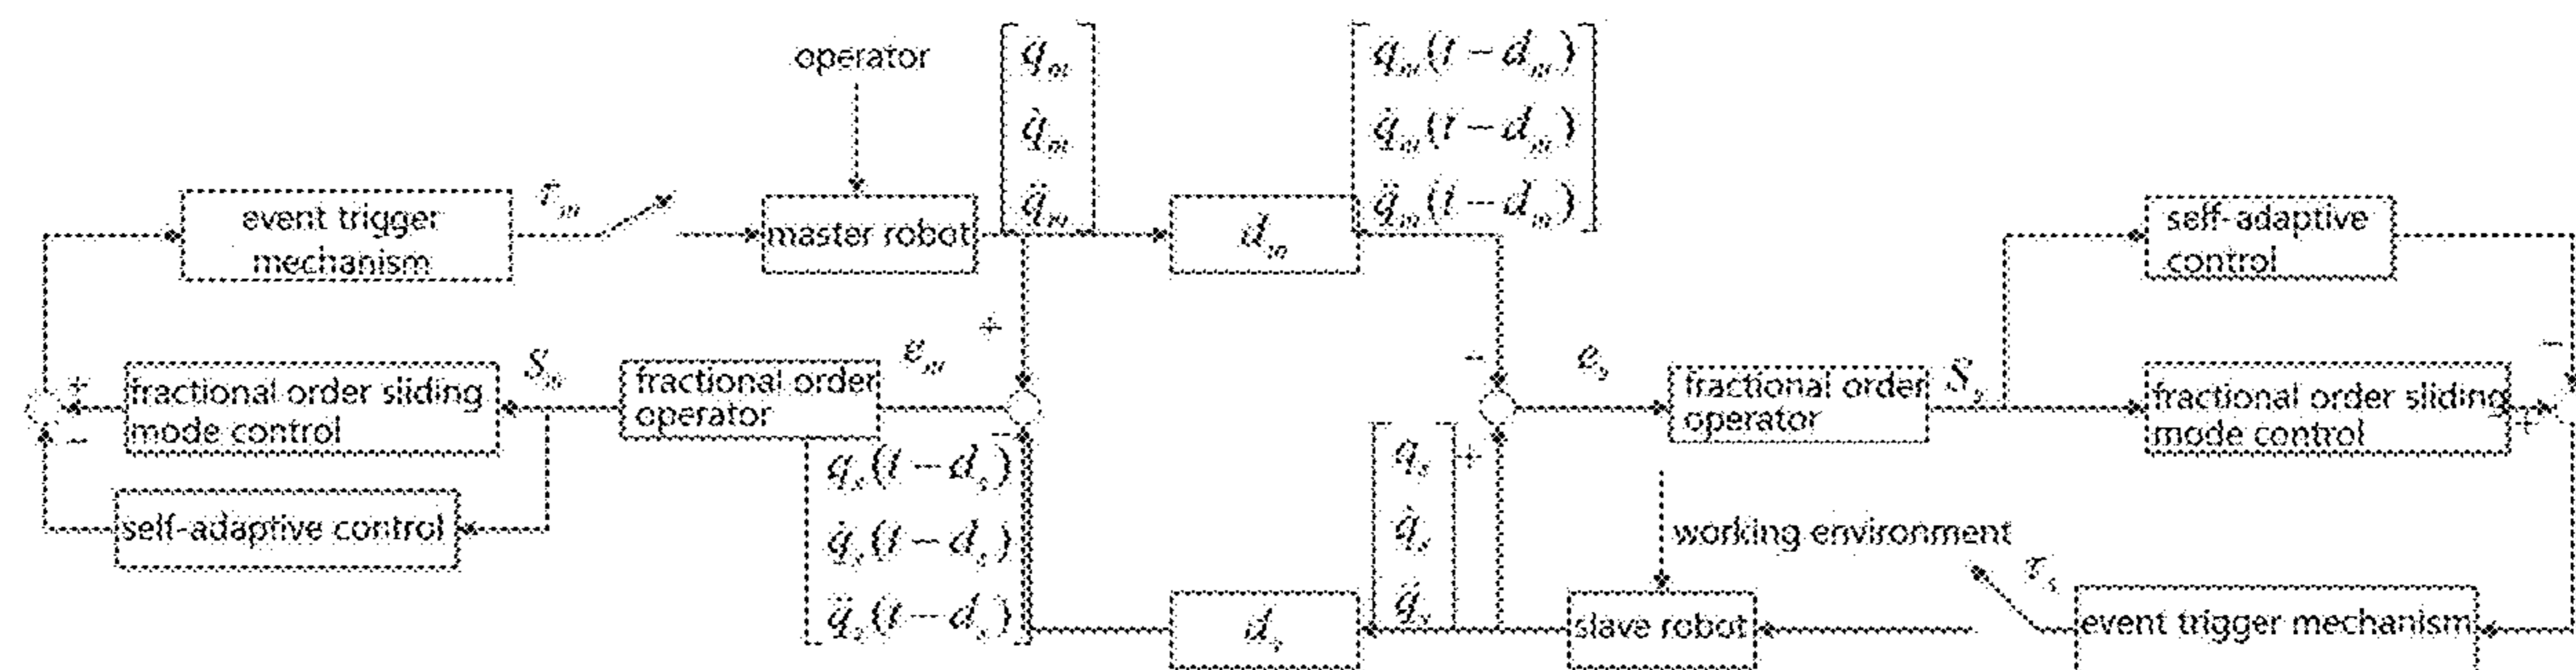 operator
q_m
q̇_m
q̈_m
q_m(t−d_m)
q̇_m(t−d_m)
q̈_m(t−d_m)
event trigger
mechanism
τ_m
master robot
d_m
self-adaptive
control
+
−
−
+
fractional order sliding
mode control
S_m
fractional order
operator
e_m
e_s
fractional order
operator
S_s
fractional order sliding
mode control
+
−
self-adaptive control
q_s(t−d_s)
q̇_s(t−d_s)
q̈_s(t−d_s)
−
q_s
q̇_s
q̈_s
+
working environment
τ_s
d_s
slave robot
event trigger mechanism